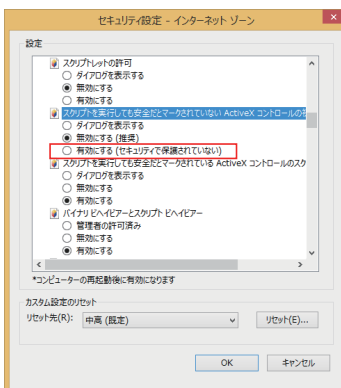 セキュリティ設定 - インターネット ゾーン
設定
スクリプトレットの許可
ダイアログを表示する
無効にする
有効にする
スクリプトを実行しても安全だとマークされていない ActiveX コントロールの
ダイアログを表示する
無効にする (推奨)
有効にする (セキュリティで保護されていない)
スクリプトを実行しても安全だとマークされている ActiveX コントロールのスク
ダイアログを表示する
無効にする
有効にする
バイナリ ビヘイビアーとスクリプト ビヘイビアー
管理者の許可済み
無効にする
有効にする
*コンピューターの再起動後に有効になります
カスタム設定のリセット
リセット先(R):
中高 (既定)
リセット(E)...
OK
キャンセル